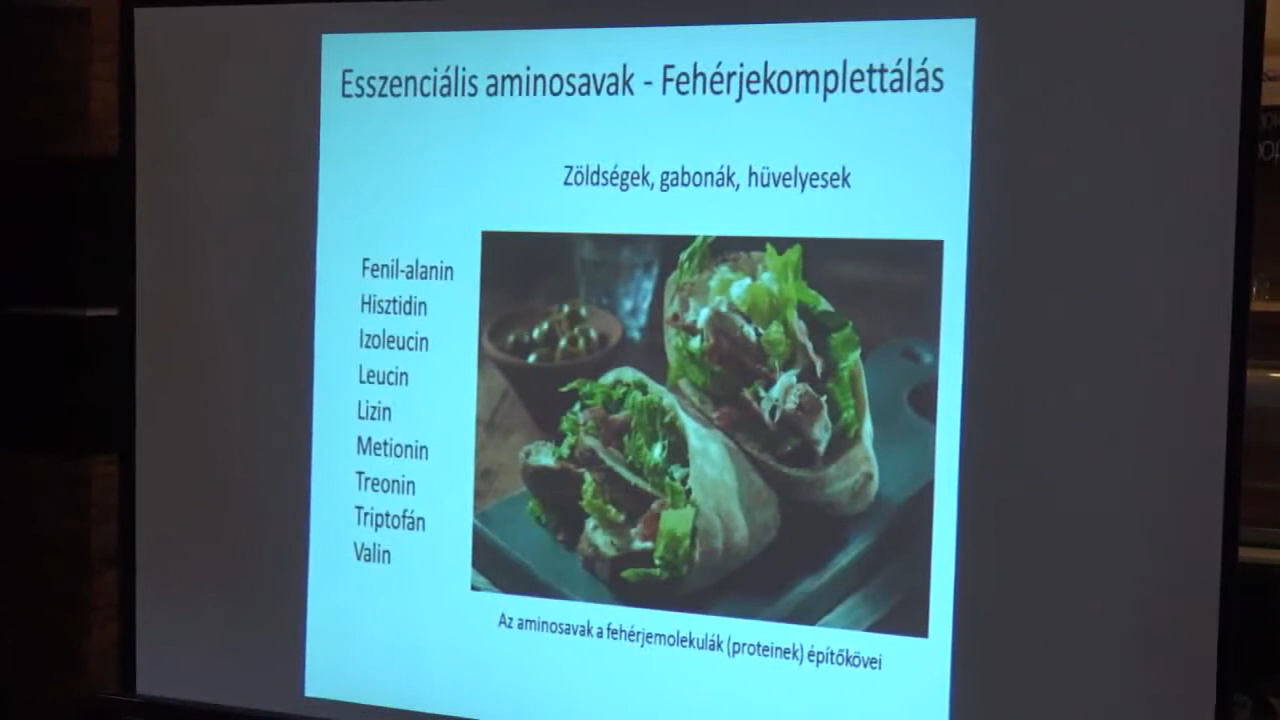 Esszenciális aminosavak - Fehérjekomplettálás
Zöldségek, gabonák, hüvelyesek
Fenil-alanin
Hisztidin
Izoleucin
Leucin
Lizin
Metionin
Treonin
Triptofán
Valin
Az aminosavak a fehérjemolekulák (proteinek) építőkövei